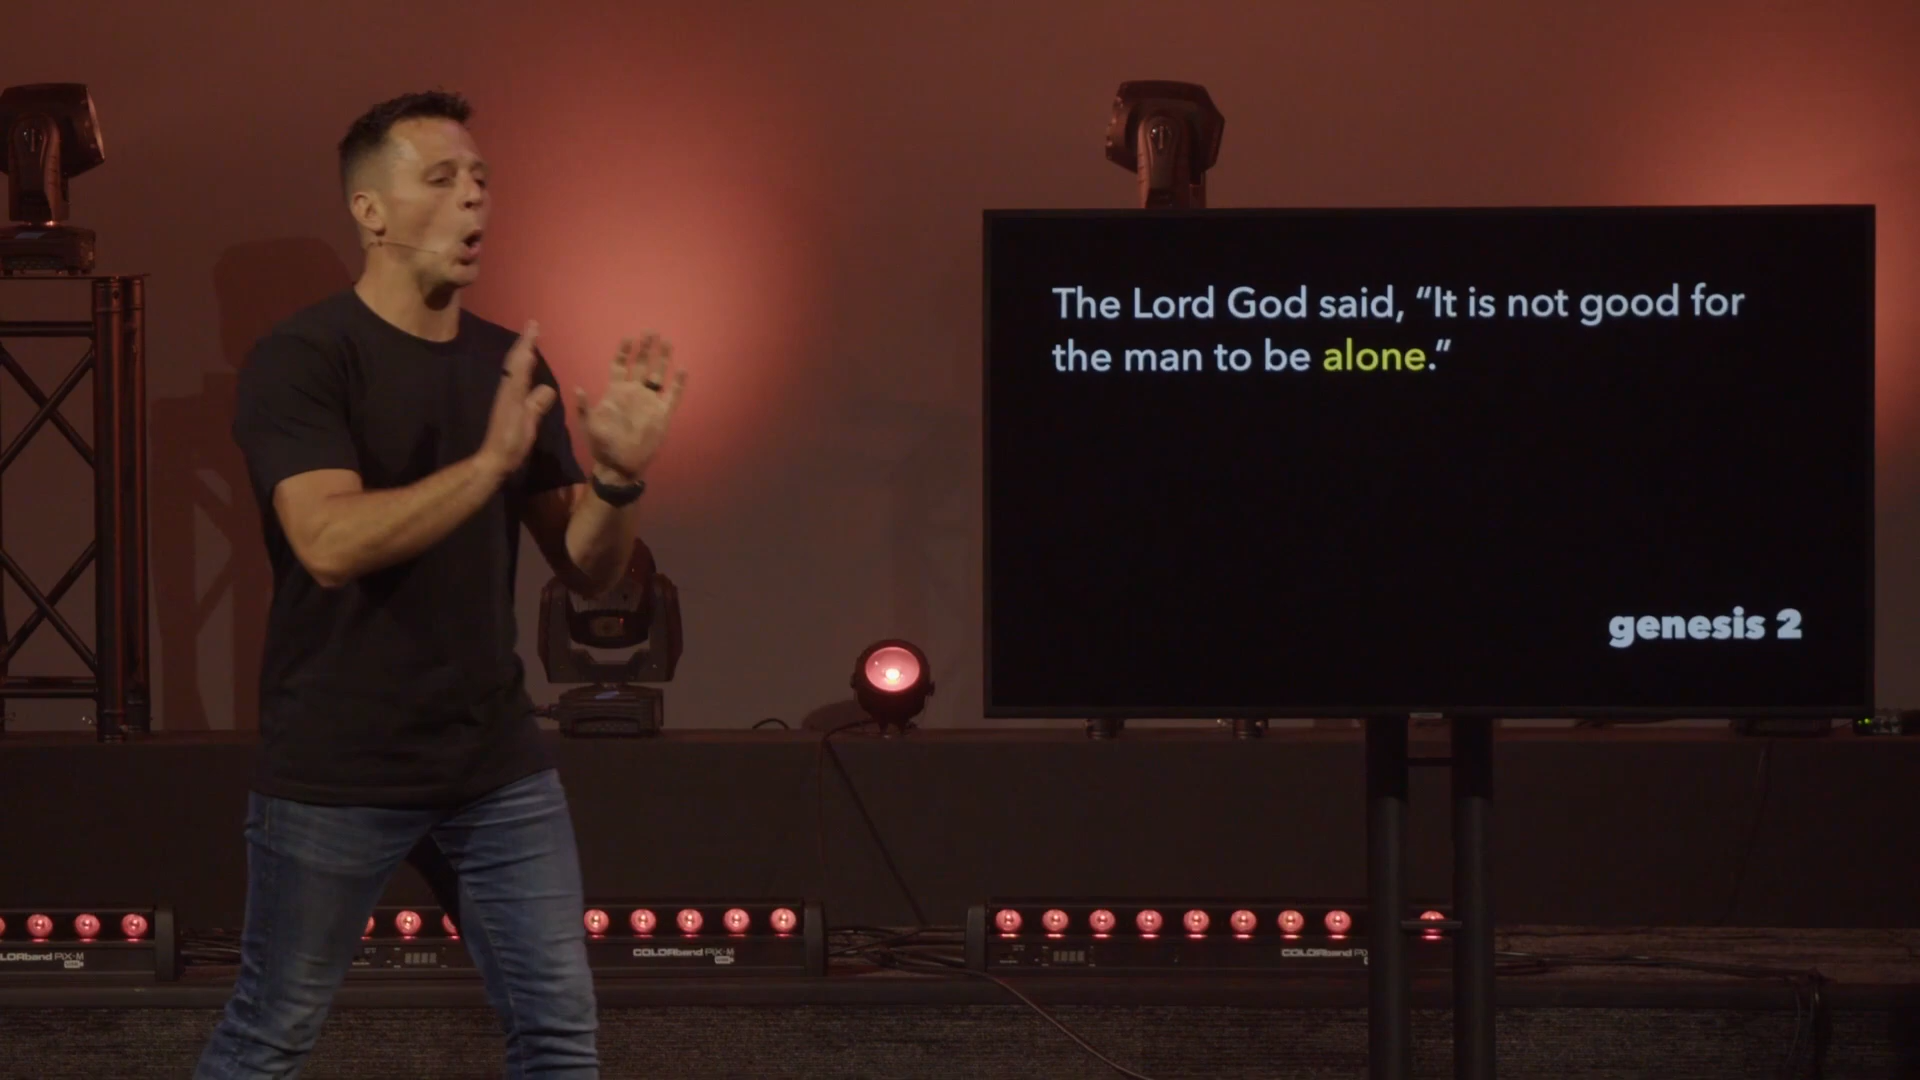 The Lord God said, “It is not good for
the man to be alone.”
genesis 2
COLORband PiX-M
COLORband PiX-M